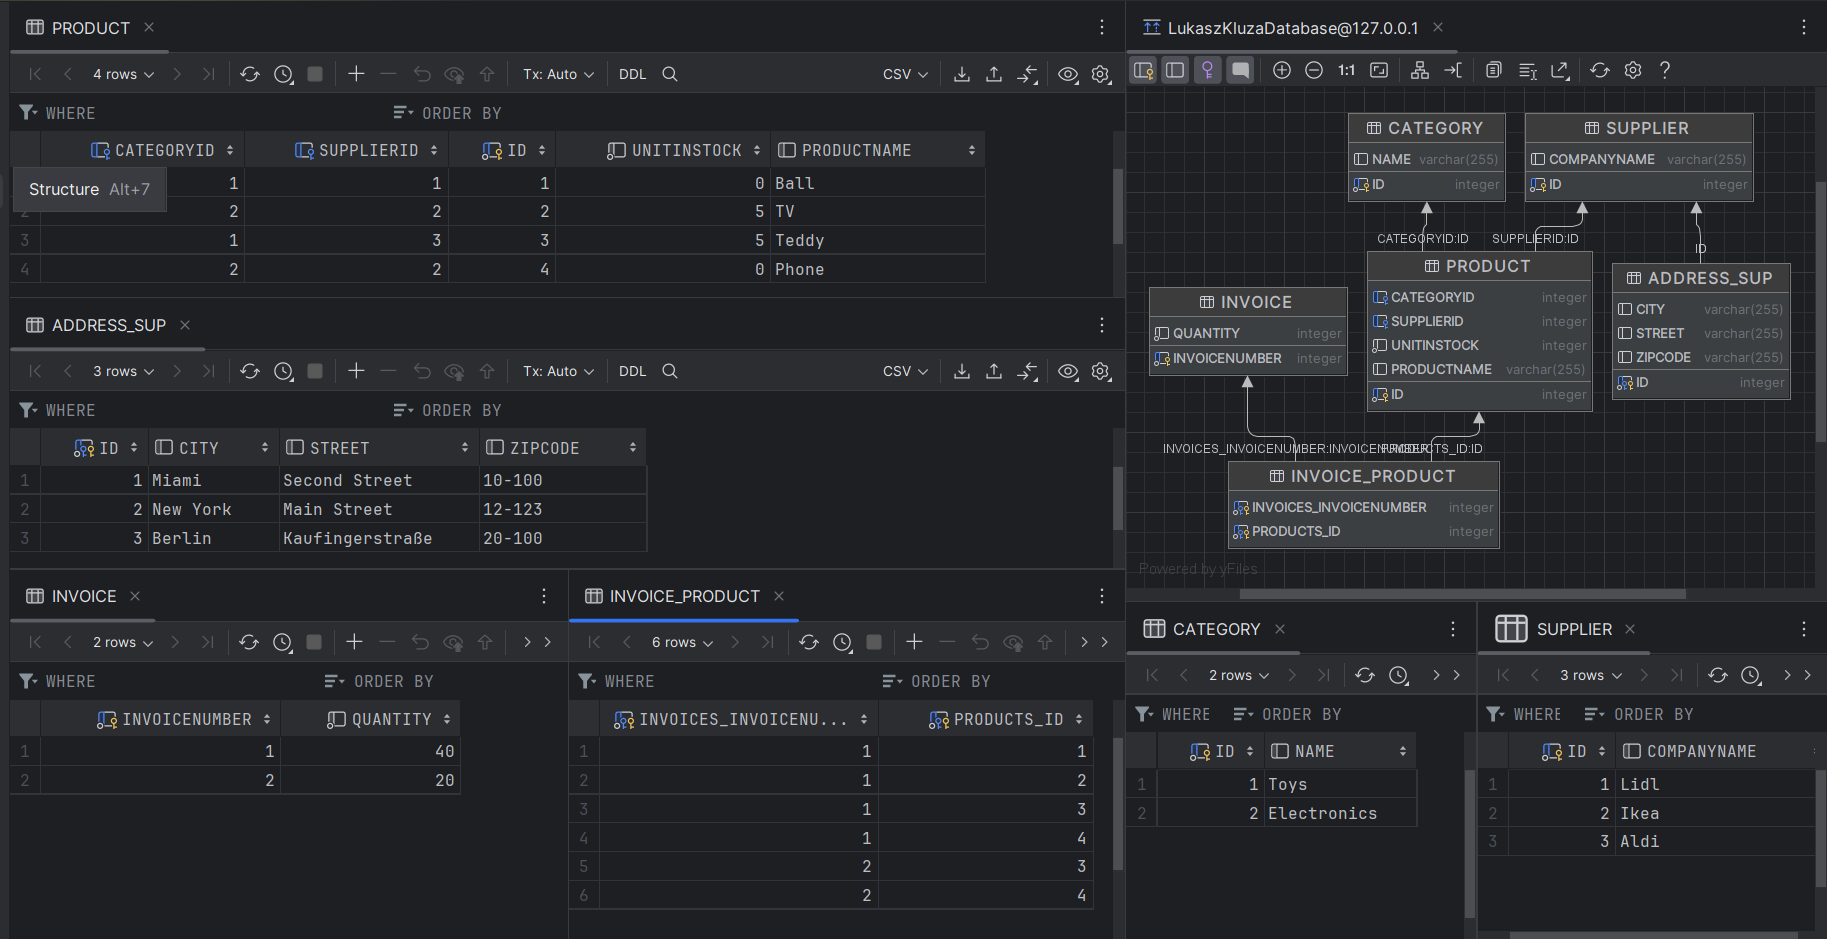 PRODUCT
4 rows
Tx: Auto
DDL
CSV
WHERE
ORDER BY
CATEGORYID SUPPLIERID ID UNITINSTOCK PRODUCTNAME
Structure Alt+7
1 1 1 0 Ball
2 2 2 2 5 TV
3 1 3 3 5 Teddy
4 2 2 4 0 Phone
ADDRESS_SUP
3 rows
Tx: Auto
DDL
CSV
WHERE
ORDER BY
ID CITY STREET ZIPCODE
1 1 Miami Second Street 10-100
2 2 New York Main Street 12-123
3 3 Berlin Kaufingerstraße 20-100
INVOICE
2 rows
WHERE
ORDER BY
INVOICENUMBER QUANTITY
1 1 40
2 2 20
INVOICE_PRODUCT
6 rows
WHERE
ORDER BY
INVOICES_INVOICENU... PRODUCTS_ID
1 1 1
2 1 2
3 1 3
4 1 4
5 2 3
6 2 4
LukaszKluzaDatabase@127.0.0.1
1:1
CATEGORY
NAME varchar(255)
ID integer
SUPPLIER
COMPANYNAME varchar(255)
ID integer
CATEGORYID:ID
SUPPLIERID:ID
ID
PRODUCT
CATEGORYID integer
SUPPLIERID integer
UNITINSTOCK integer
PRODUCTNAME varchar(255)
ID integer
ADDRESS_SUP
CITY varchar(255)
STREET varchar(255)
ZIPCODE varchar(255)
ID integer
INVOICE
QUANTITY integer
INVOICENUMBER integer
INVOICES_INVOICENUMBER:INVOICENUMBER
PRODUCTS_ID:ID
INVOICE_PRODUCT
INVOICES_INVOICENUMBER integer
PRODUCTS_ID integer
Powered by yFiles
CATEGORY
2 rows
WHERE
ORDER BY
ID NAME
1 1 Toys
2 2 Electronics
SUPPLIER
3 rows
WHERE
ORDER BY
ID COMPANYNAME
1 1 Lidl
2 2 Ikea
3 3 Aldi